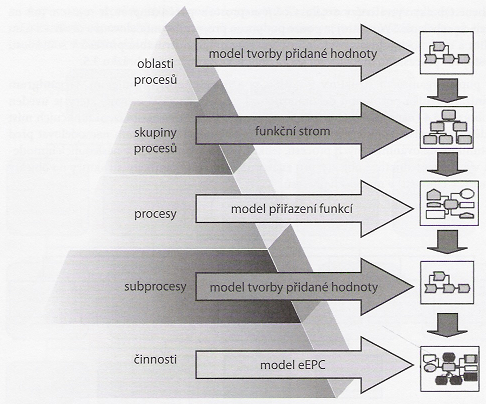 oblasti
procesů
model tvorby přidané hodnoty
skupiny
procesů
funkční strom
procesy
model přiřazení funkcí
subprocesy
model tvorby přidané hodnoty
činnosti
model eEPC